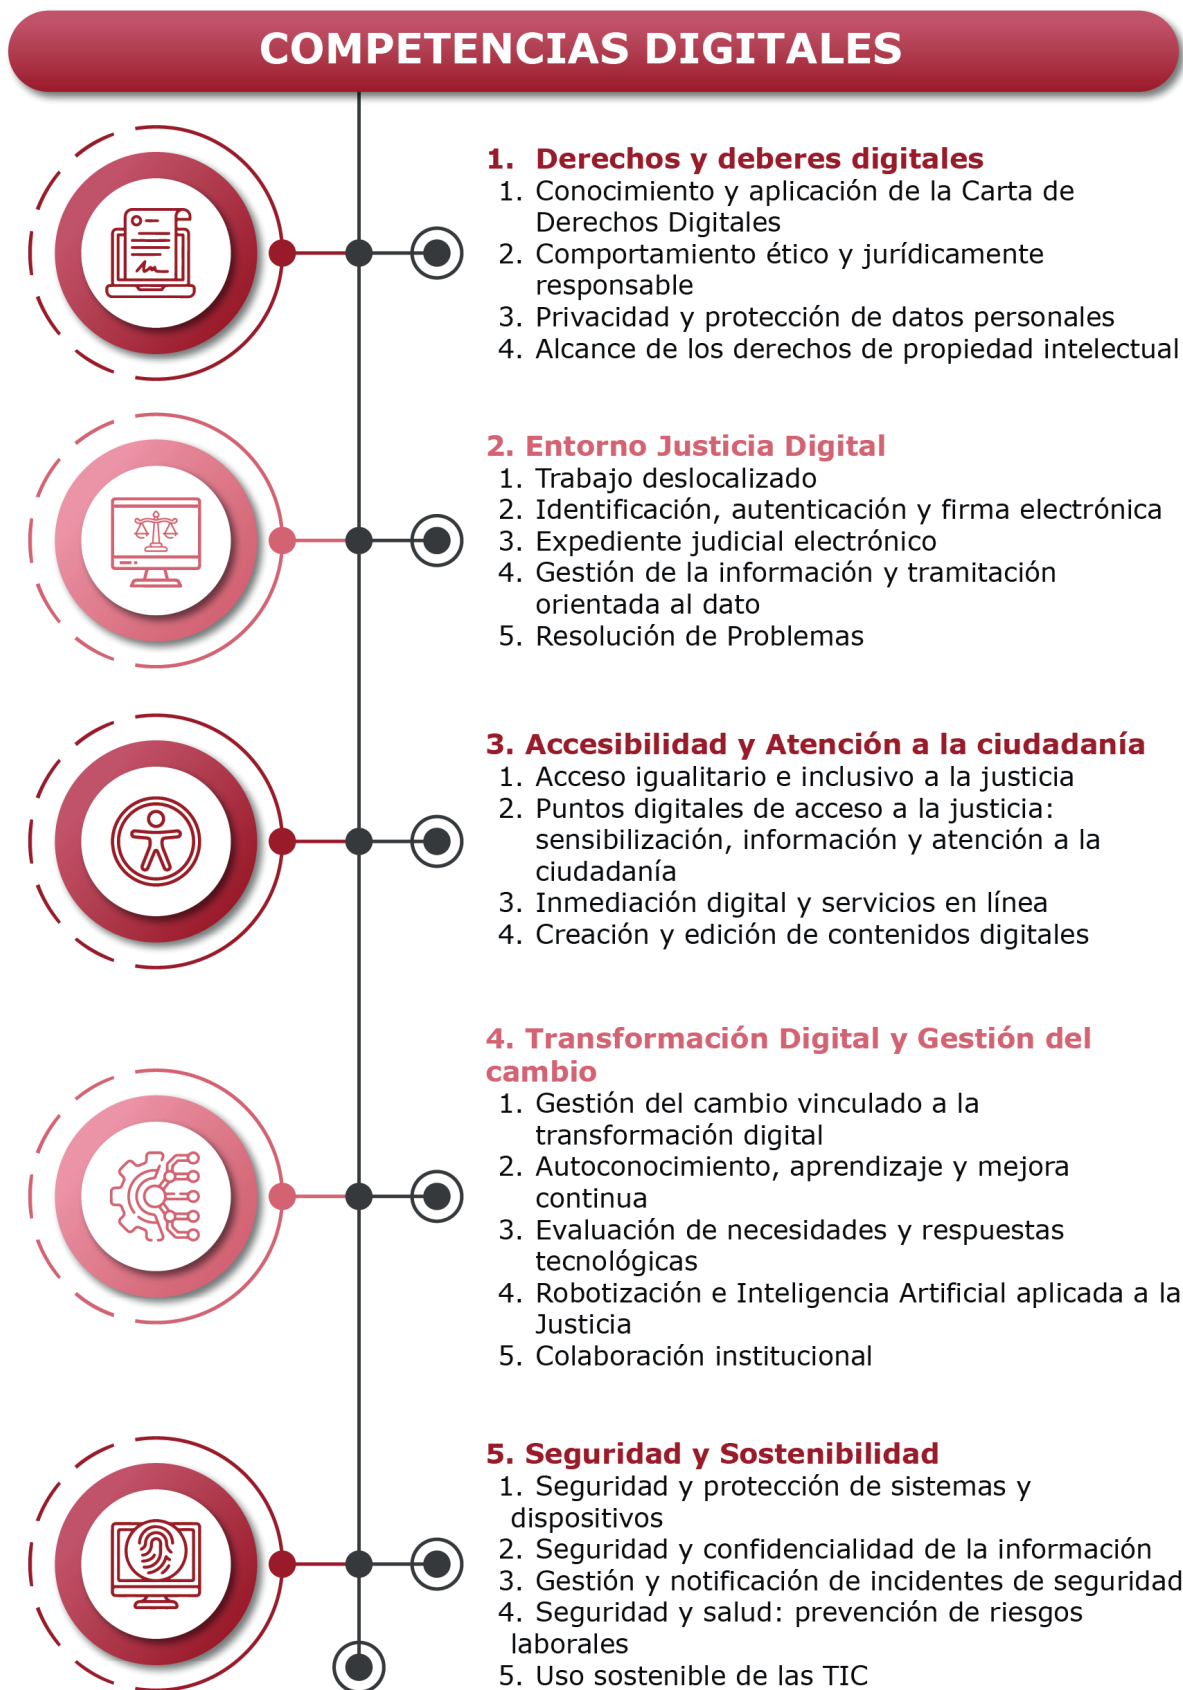 COMPETENCIAS DIGITALES
1. Derechos y deberes digitales
1. Conocimiento y aplicación de la Carta de
Derechos Digitales
2. Comportamiento ético y jurídicamente
responsable
3. Privacidad y protección de datos personales
4. Alcance de los derechos de propiedad intelectual
2. Entorno Justicia Digital
1. Trabajo deslocalizado
2. Identificación, autenticación y firma electrónica
3. Expediente judicial electrónico
4. Gestión de la información y tramitación
orientada al dato
5. Resolución de Problemas
3. Accesibilidad y Atención a la ciudadanía
1. Acceso igualitario e inclusivo a la justicia
2. Puntos digitales de acceso a la justicia:
sensibilización, información y atención a la
ciudadanía
3. Inmediación digital y servicios en línea
4. Creación y edición de contenidos digitales
4. Transformación Digital y Gestión del
cambio
1. Gestión del cambio vinculado a la
transformación digital
2. Autoconocimiento, aprendizaje y mejora
continua
3. Evaluación de necesidades y respuestas
tecnológicas
4. Robotización e Inteligencia Artificial aplicada a la
Justicia
5. Colaboración institucional
5. Seguridad y Sostenibilidad
1. Seguridad y protección de sistemas y
dispositivos
2. Seguridad y confidencialidad de la información
3. Gestión y notificación de incidentes de seguridad
4. Seguridad y salud: prevención de riesgos
laborales
5. Uso sostenible de las TIC